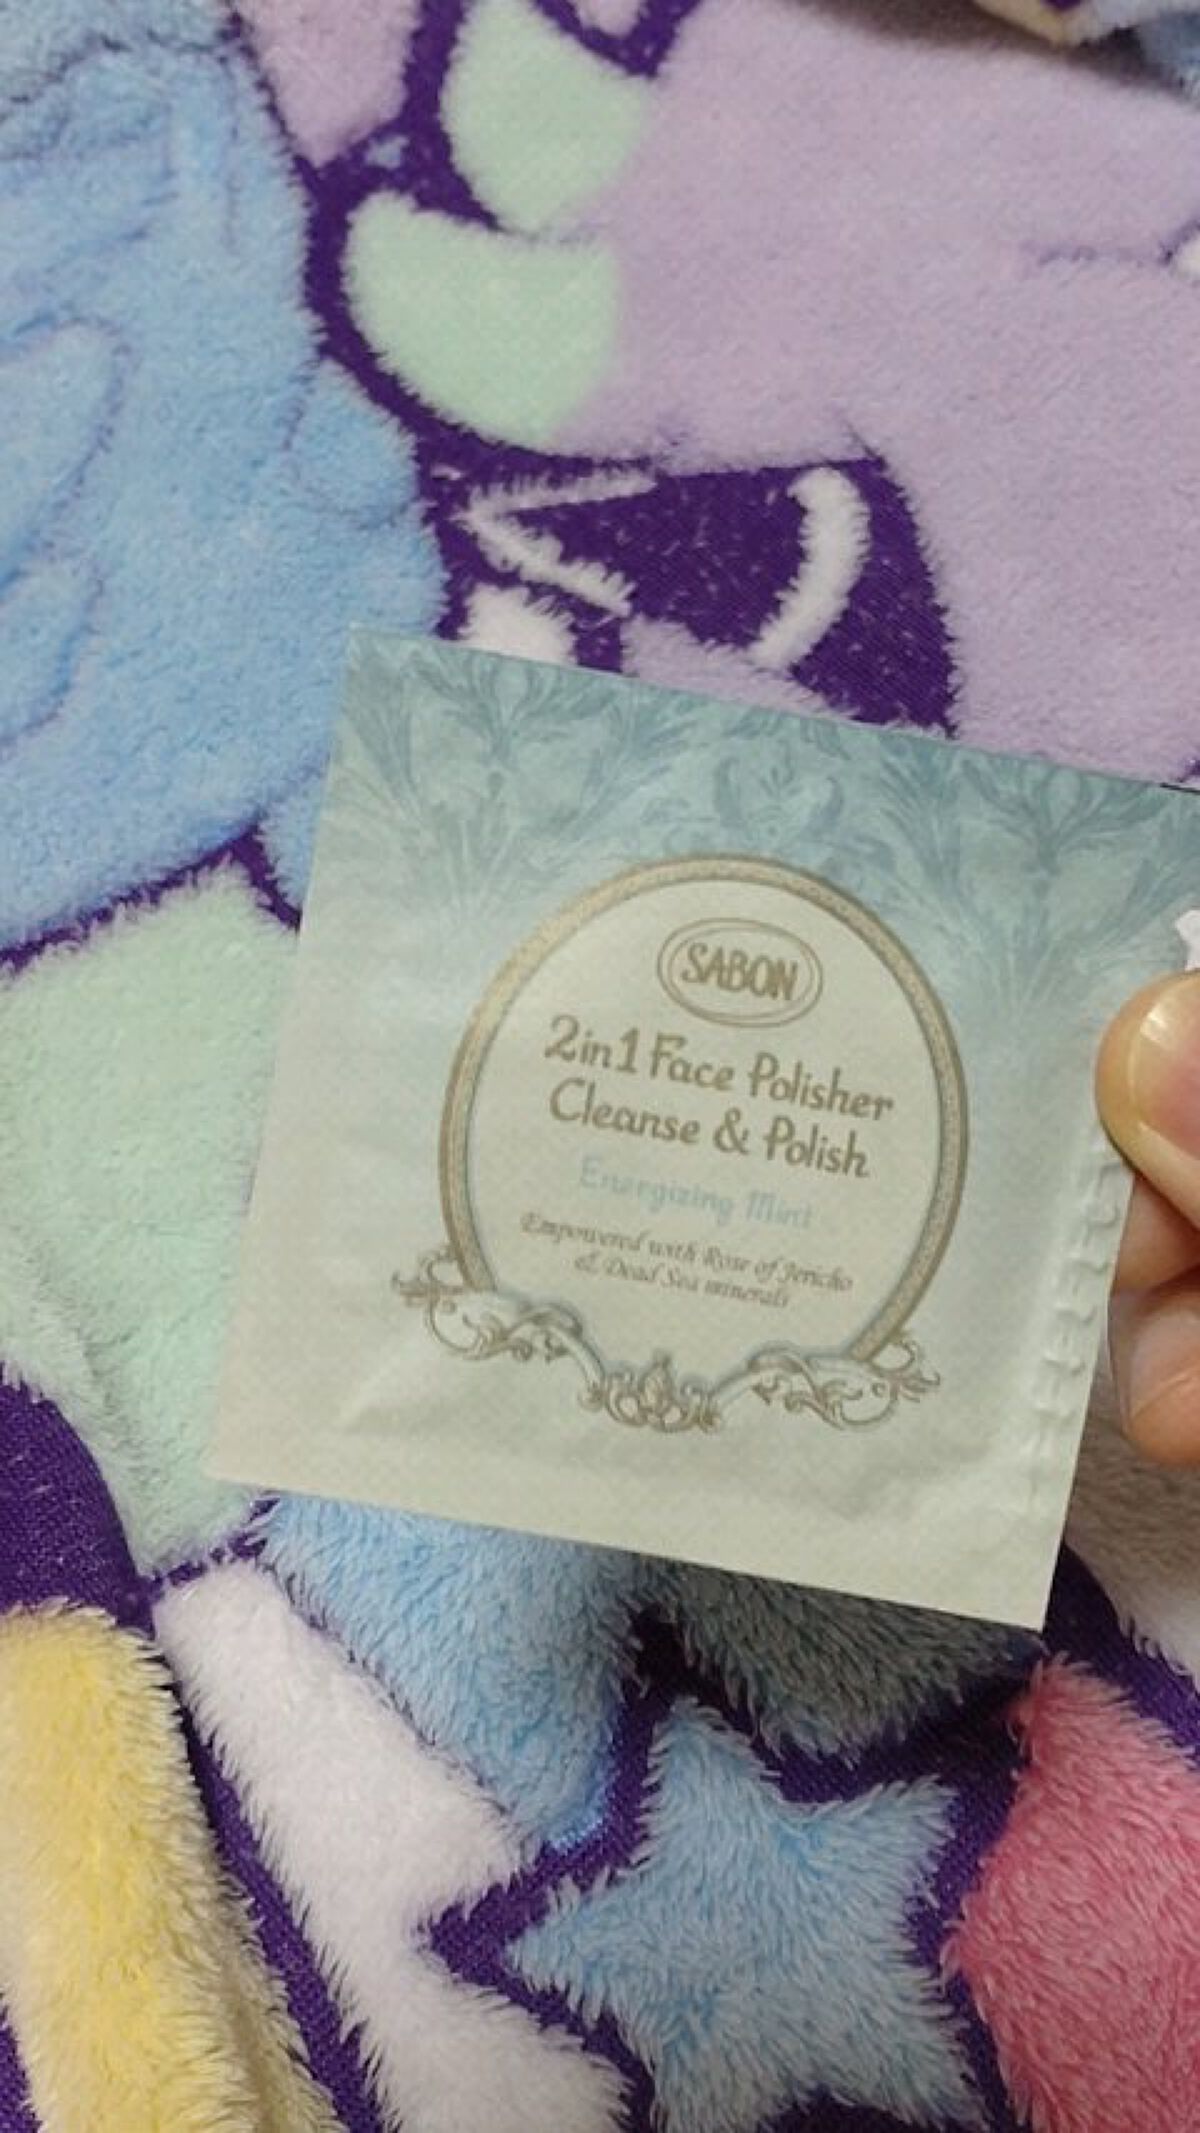 SABON
2in1 Face Polisher
Cleanse & Polish
Energizing Mint
Empowered with Rose of Jericho
& Dead Sea minerals